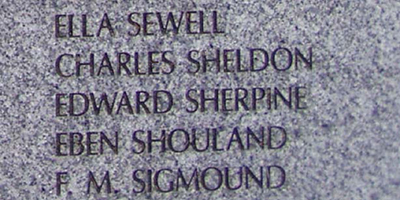 ELLA SEWELL
CHARLES SHELDON
EDWARD SHERPINE
EBEN SHOULAND
F. M. SIGMOUND